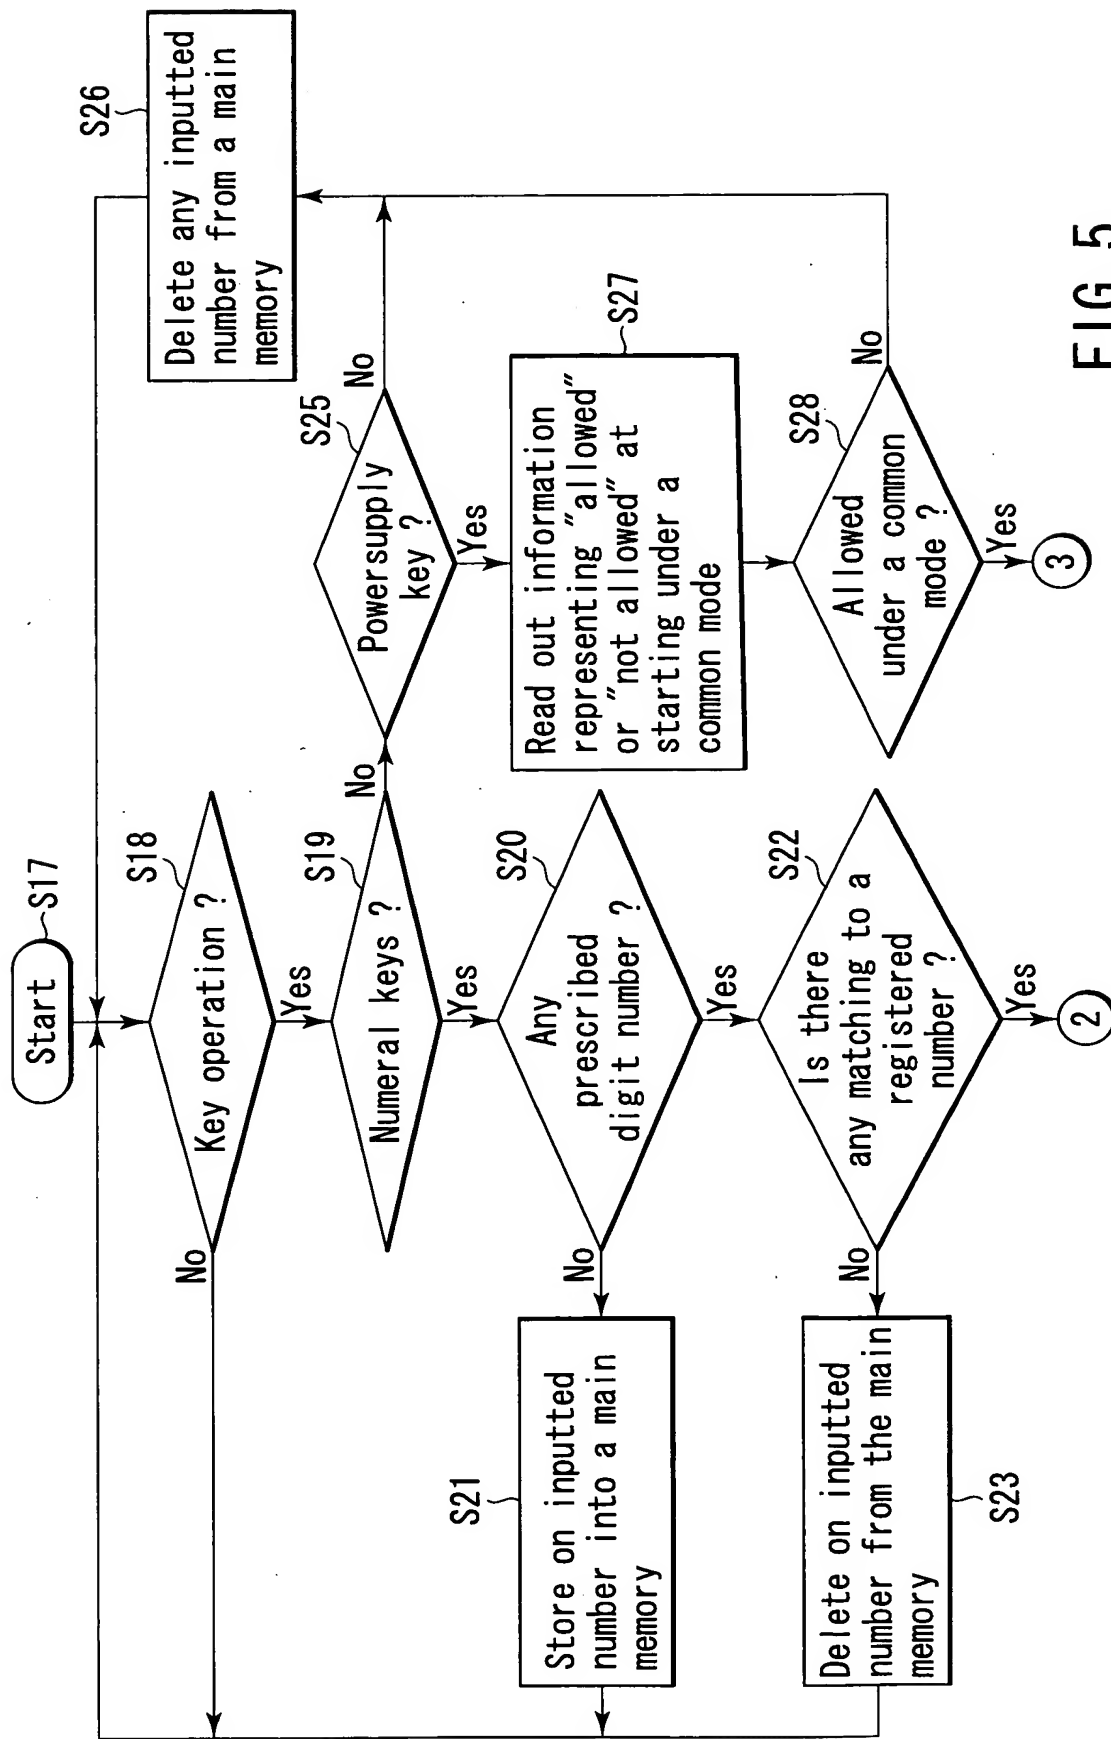 Start
S17
Key operation ?
S18
No
Yes
Numeral keys ?
S19
No
Yes
Any
prescribed
digit number ?
S20
No
Yes
Store on inputted
number into a main
memory
S21
Is there
any matching to a
registered
number ?
S22
No
Yes
Delete on inputted
number from the main
memory
S23
2
Powersupply
key ?
S25
No
Yes
Delete any inputted
number from a main
memory
S26
Read out information
representing "allowed"
or "not allowed" at
starting under a
common mode
S27
Allowed
under a common
mode ?
S28
No
Yes
3
FIG. 5